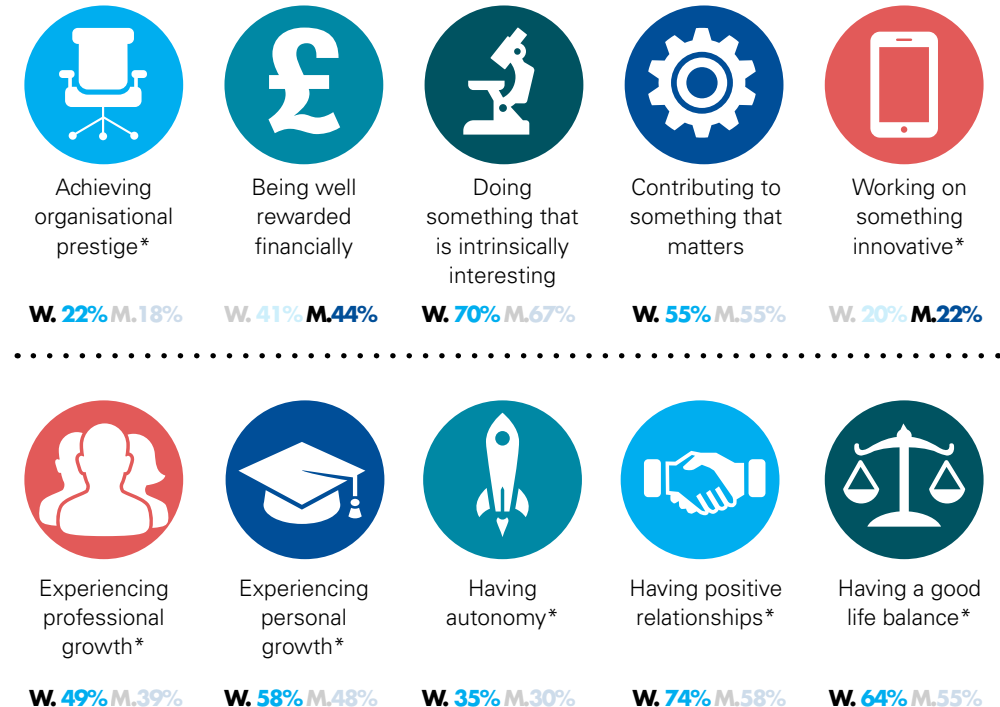 £
Achieving
organisational
prestige*
W. 22% M.18%
Being well
rewarded
financially
W. 41% M.44%
Doing
something that
is intrinsically
interesting
W. 70% M.67%
Contributing to
something that
matters
W. 55% M.55%
Working on
something
innovative*
W. 20% M.22%
Experiencing
professional
growth*
W. 49% M.39%
Experiencing
personal
growth*
W. 58% M.48%
Having
autonomy*
W. 35% M.30%
Having positive
relationships*
W. 74% M.58%
Having a good
life balance*
W. 64% M.55%